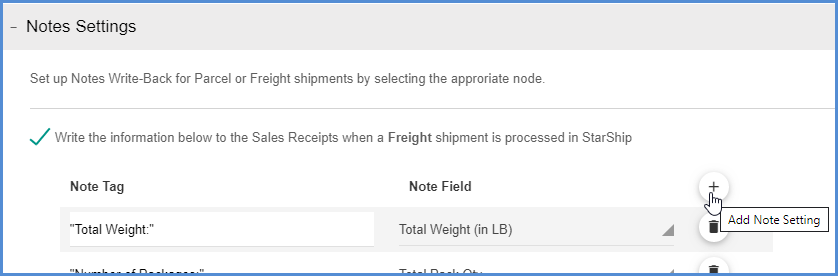 - Notes Settings
Set up Notes Write-Back for Parcel or Freight shipments by selecting the approriate node.
Write the information below to the Sales Receipts when a Freight shipment is processed in StarShip
Note Tag Note Field +
Add Note Setting
"Total Weight:" Total Weight (in LB)
"Number of Packages:" Total Pack Qty